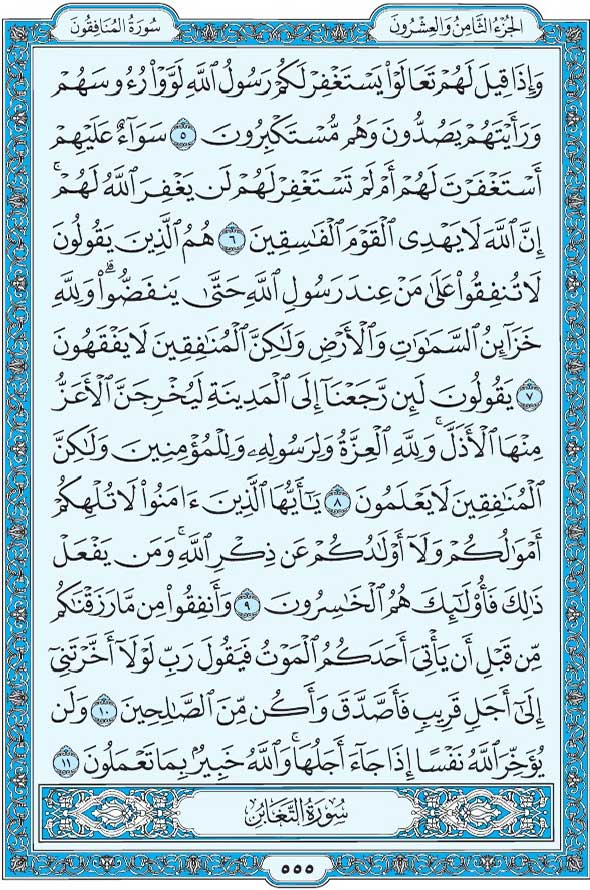 الجزء الثامن والعشرون
سورة المنافقون
وَإِذَا قِيلَ لَهُمْ تَعَالَوْا۟ يَسْتَغْفِرْ لَكُمْ رَسُولُ ٱللَّهِ لَوَّوْا۟ رُءُوسَهُمْ
وَرَأَيْتَهُمْ يَصُدُّونَ وَهُم مُّسْتَكْبِرُونَ ٥ سَوَآءٌ عَلَيْهِمْ
أَسْتَغْفَرْتَ لَهُمْ أَمْ لَمْ تَسْتَغْفِرْ لَهُمْ لَن يَغْفِرَ ٱللَّهُ لَهُمْ ۚ
إِنَّ ٱللَّهَ لَا يَهْدِى ٱلْقَوْمَ ٱلْفَـٰسِقِينَ ٦ هُمُ ٱلَّذِينَ يَقُولُونَ
لَا تُنفِقُوا۟ عَلَىٰ مَنْ عِندَ رَسُولِ ٱللَّهِ حَتَّىٰ يَنفَضُّوا۟ ۗ وَلِلَّهِ
خَزَآئِنُ ٱلسَّمَـٰوَٰتِ وَٱلْأَرْضِ وَلَـٰكِنَّ ٱلْمُنَـٰفِقِينَ لَا يَفْقَهُونَ
٧ يَقُولُونَ لَئِن رَّجَعْنَآ إِلَى ٱلْمَدِينَةِ لَيُخْرِجَنَّ ٱلْأَعَزُّ
مِنْهَا ٱلْأَذَلَّ ۚ وَلِلَّهِ ٱلْعِزَّةُ وَلِرَسُولِهِۦ وَلِلْمُؤْمِنِينَ وَلَـٰكِنَّ
ٱلْمُنَـٰفِقِينَ لَا يَعْلَمُونَ ٨ يَـٰٓأَيُّهَا ٱلَّذِينَ ءَامَنُوا۟ لَا تُلْهِكُمْ
أَمْوَٰلُكُمْ وَلَآ أَوْلَـٰدُكُمْ عَن ذِكْرِ ٱللَّهِ ۚ وَمَن يَفْعَلْ
ذَٰلِكَ فَأُو۟لَـٰٓئِكَ هُمُ ٱلْخَـٰسِرُونَ ٩ وَأَنفِقُوا۟ مِن مَّا رَزَقْنَـٰكُم
مِّن قَبْلِ أَن يَأْتِىَ أَحَدَكُمُ ٱلْمَوْتُ فَيَقُولَ رَبِّ لَوْلَآ أَخَّرْتَنِىٓ
إِلَىٰٓ أَجَلٍ قَرِيبٍ فَأَصَّدَّقَ وَأَكُن مِّنَ ٱلصَّـٰلِحِينَ ١٠ وَلَن
يُؤَخِّرَ ٱللَّهُ نَفْسًا إِذَا جَآءَ أَجَلُهَا ۚ وَٱللَّهُ خَبِيرٌۢ بِمَا تَعْمَلُونَ ١١
سورة التغابن
٥٥٥